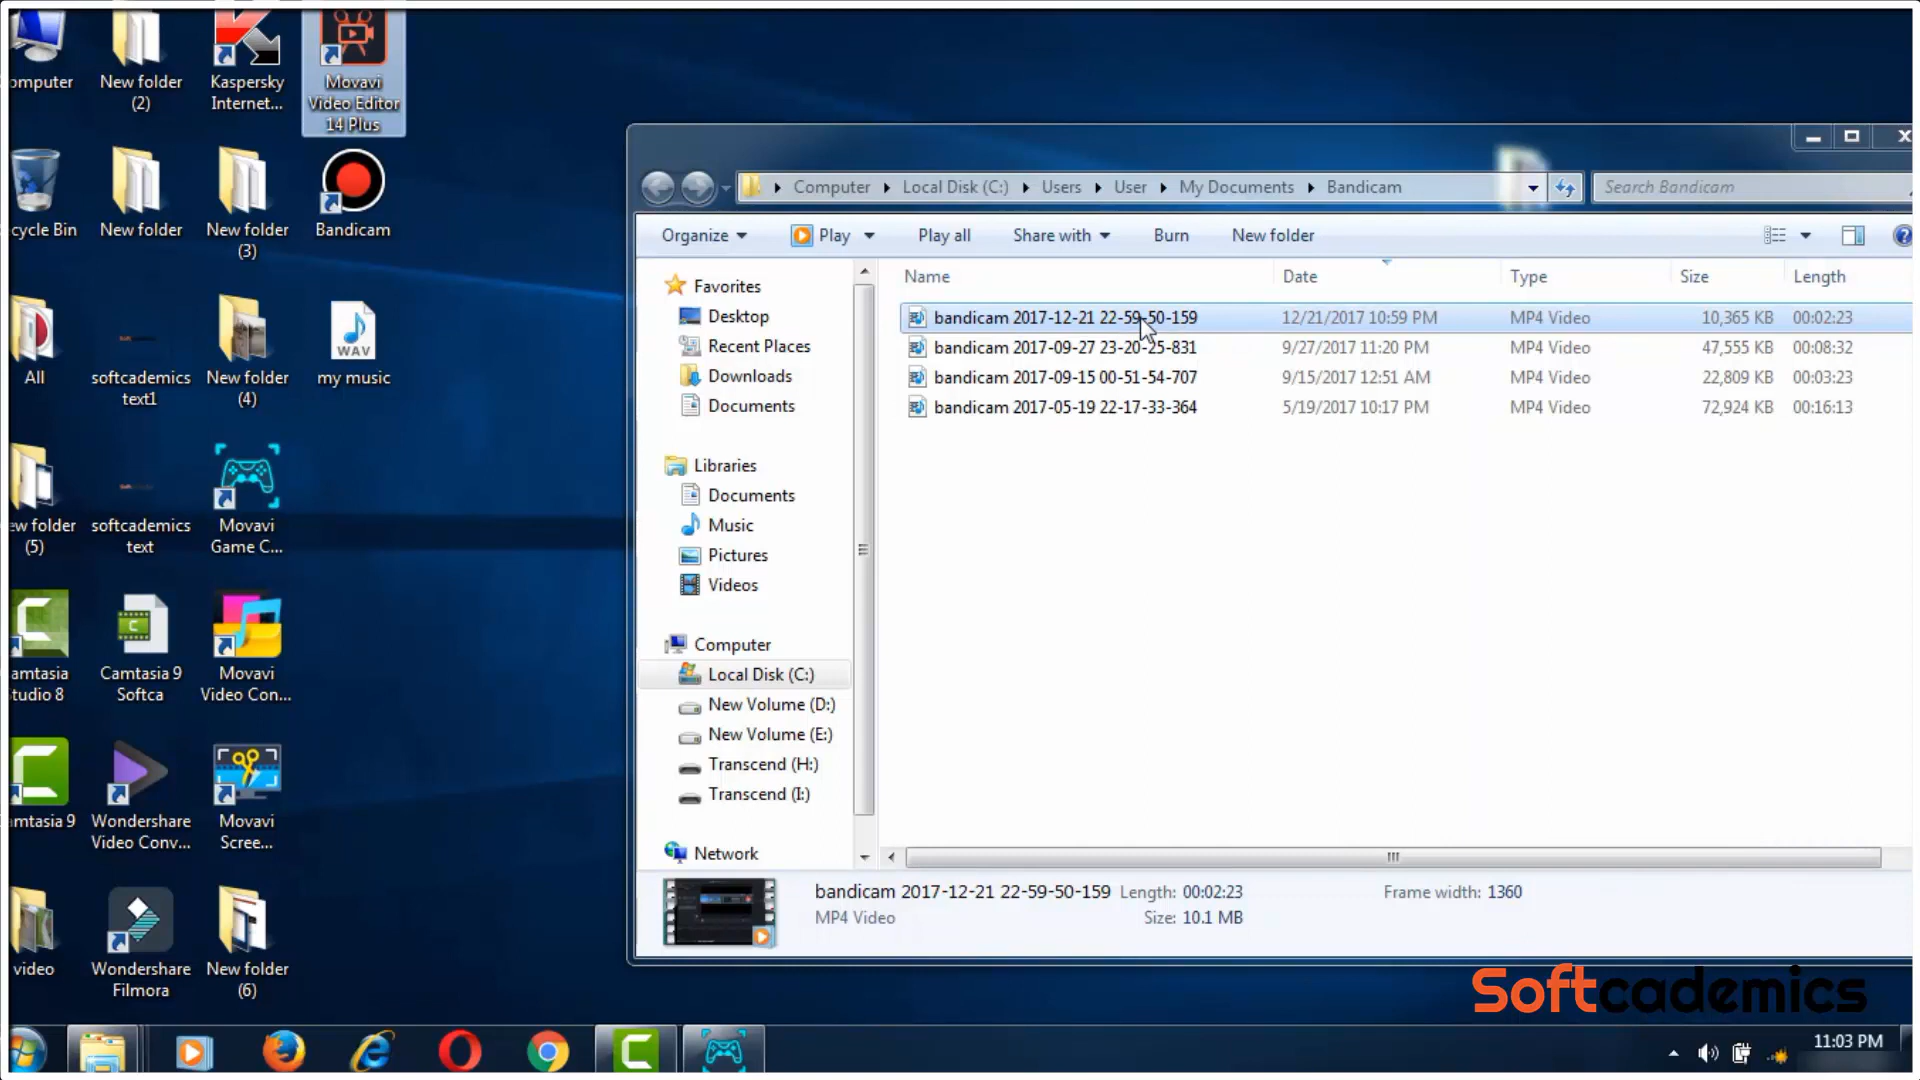 omputer
New folder
(2)
Kaspersky
Internet...
Movavi
Video Editor
14 Plus
cycle Bin
New folder
New folder
(3)
Bandicam
All
softcademics
text1
New folder
(4)
WAV
my music
ew folder
(5)
softcademics
text
Movavi
Game C...
amtasia
tudio 8
Camtasia 9
Softca
Movavi
Video Con...
amtasia 9
Wondershare
Video Conv...
Movavi
Scree...
video
Wondershare
Filmora
New folder
(6)
Computer Local Disk (C:) Users User My Documents Bandicam
Search Bandicam
Organize Play Play all Share with Burn New folder
Favorites
Desktop
Recent Places
Downloads
Documents
Libraries
Documents
Music
Pictures
Videos
Computer
Local Disk (C:)
New Volume (D:)
New Volume (E:)
Transcend (H:)
Transcend (I:)
Network
Name Date Type Size Length
bandicam 2017-12-21 22-59-50-159 12/21/2017 10:59 PM MP4 Video 10,365 KB 00:02:23
bandicam 2017-09-27 23-20-25-831 9/27/2017 11:20 PM MP4 Video 47,555 KB 00:08:32
bandicam 2017-09-15 00-51-54-707 9/15/2017 12:51 AM MP4 Video 22,809 KB 00:03:23
bandicam 2017-05-19 22-17-33-364 5/19/2017 10:17 PM MP4 Video 72,924 KB 00:16:13
bandicam 2017-12-21 22-59-50-159 Length: 00:02:23 Frame width: 1360
MP4 Video Size: 10.1 MB
Softcademics
11:03 PM